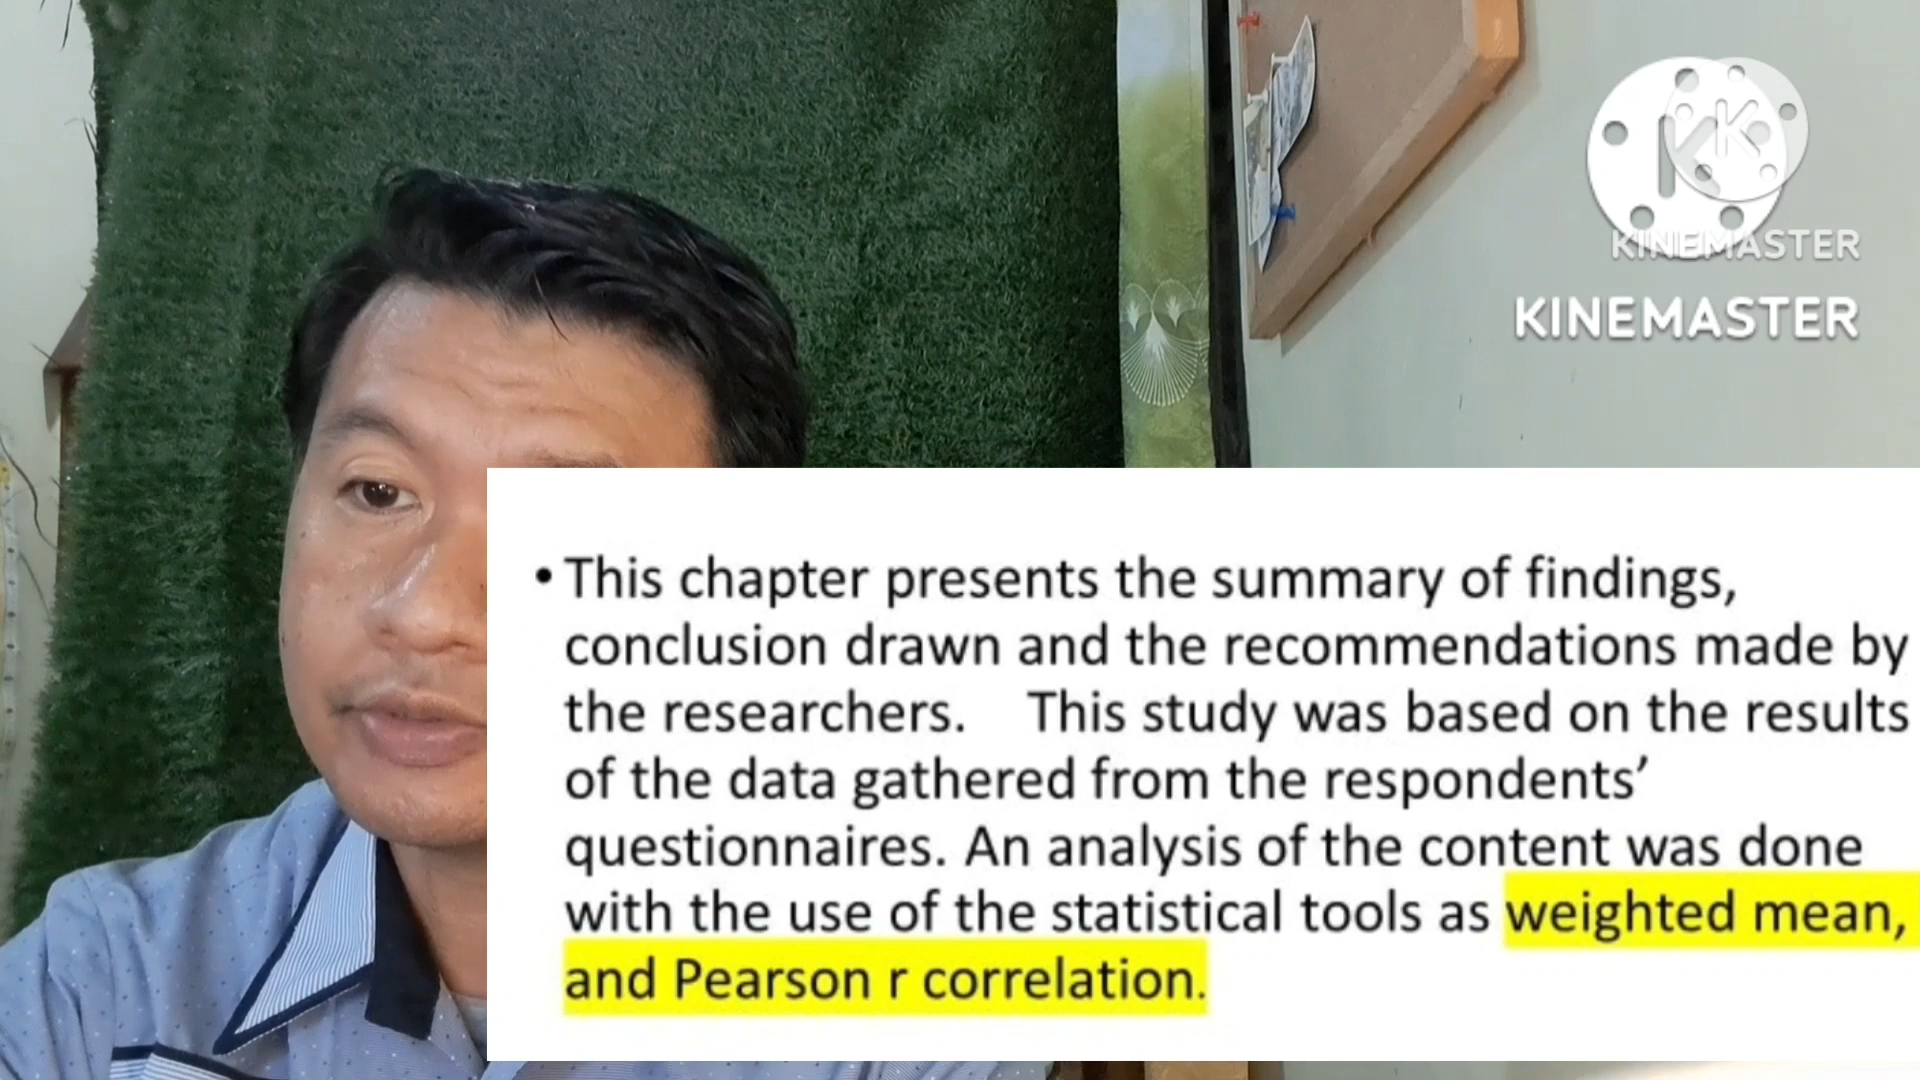 K
K
KINEMASTER
KINEMASTER
• This chapter presents the summary of findings,
conclusion drawn and the recommendations made by
the researchers. This study was based on the results
of the data gathered from the respondents’
questionnaires. An analysis of the content was done
with the use of the statistical tools as weighted mean,
and Pearson r correlation.